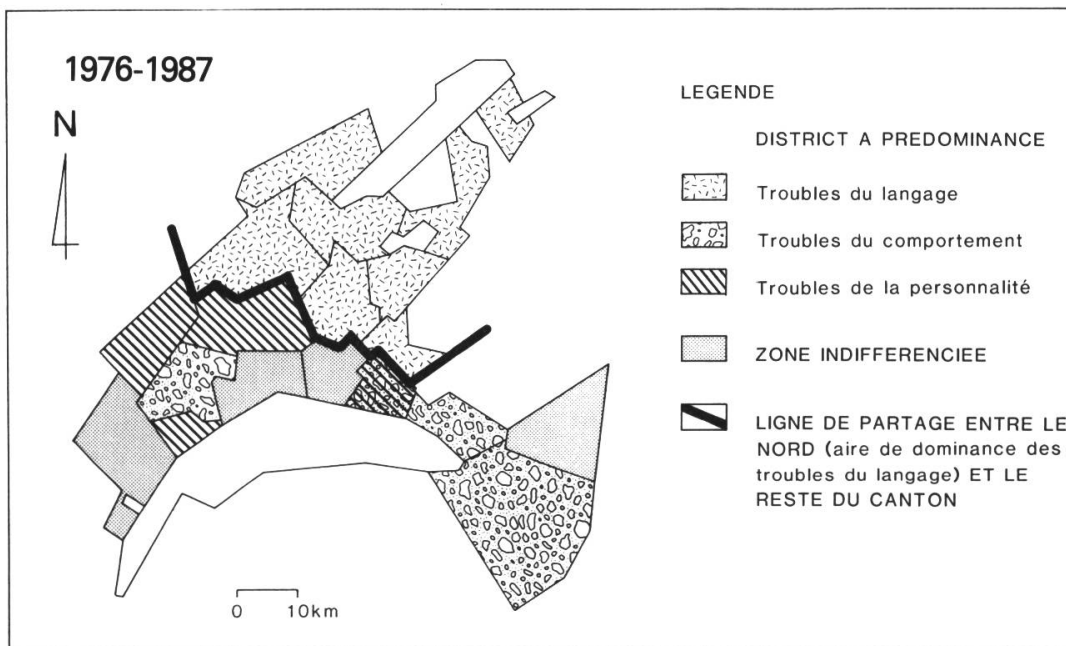 1976-1987
N
0 10km
LEGENDE
DISTRICT A PREDOMINANCE
Troubles du langage
Troubles du comportement
Troubles de la personnalité
ZONE INDIFFERENCIEE
LIGNE DE PARTAGE ENTRE LE
NORD (aire de dominance des
troubles du langage) ET LE
RESTE DU CANTON